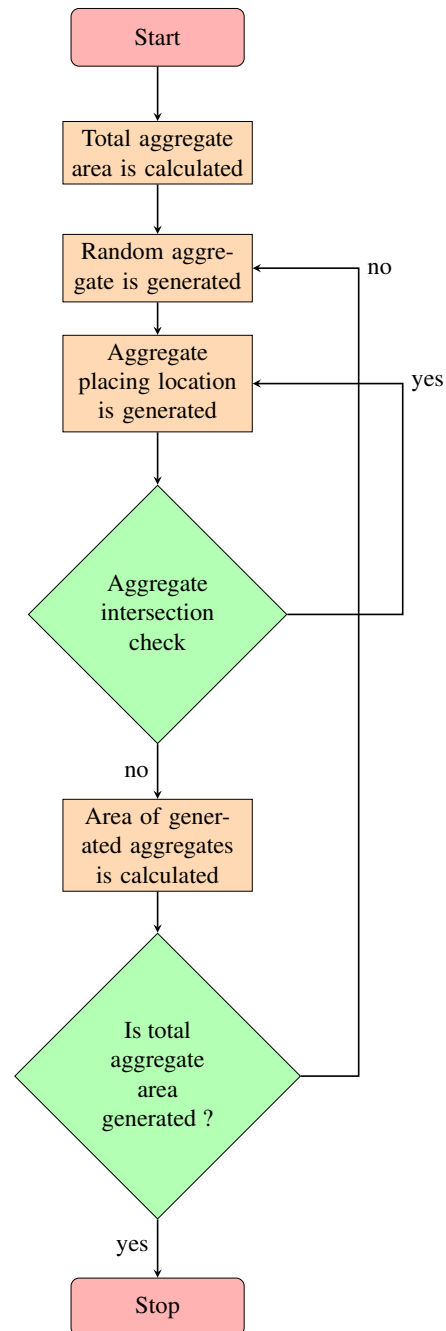 Start
Total aggregate
area is calculated
Random aggre-
gate is generated
no
Aggregate
placing location
is generated
yes
Aggregate
intersection
check
no
Area of gener-
ated aggregates
is calculated
Is total
aggregate
area
generated ?
yes
Stop